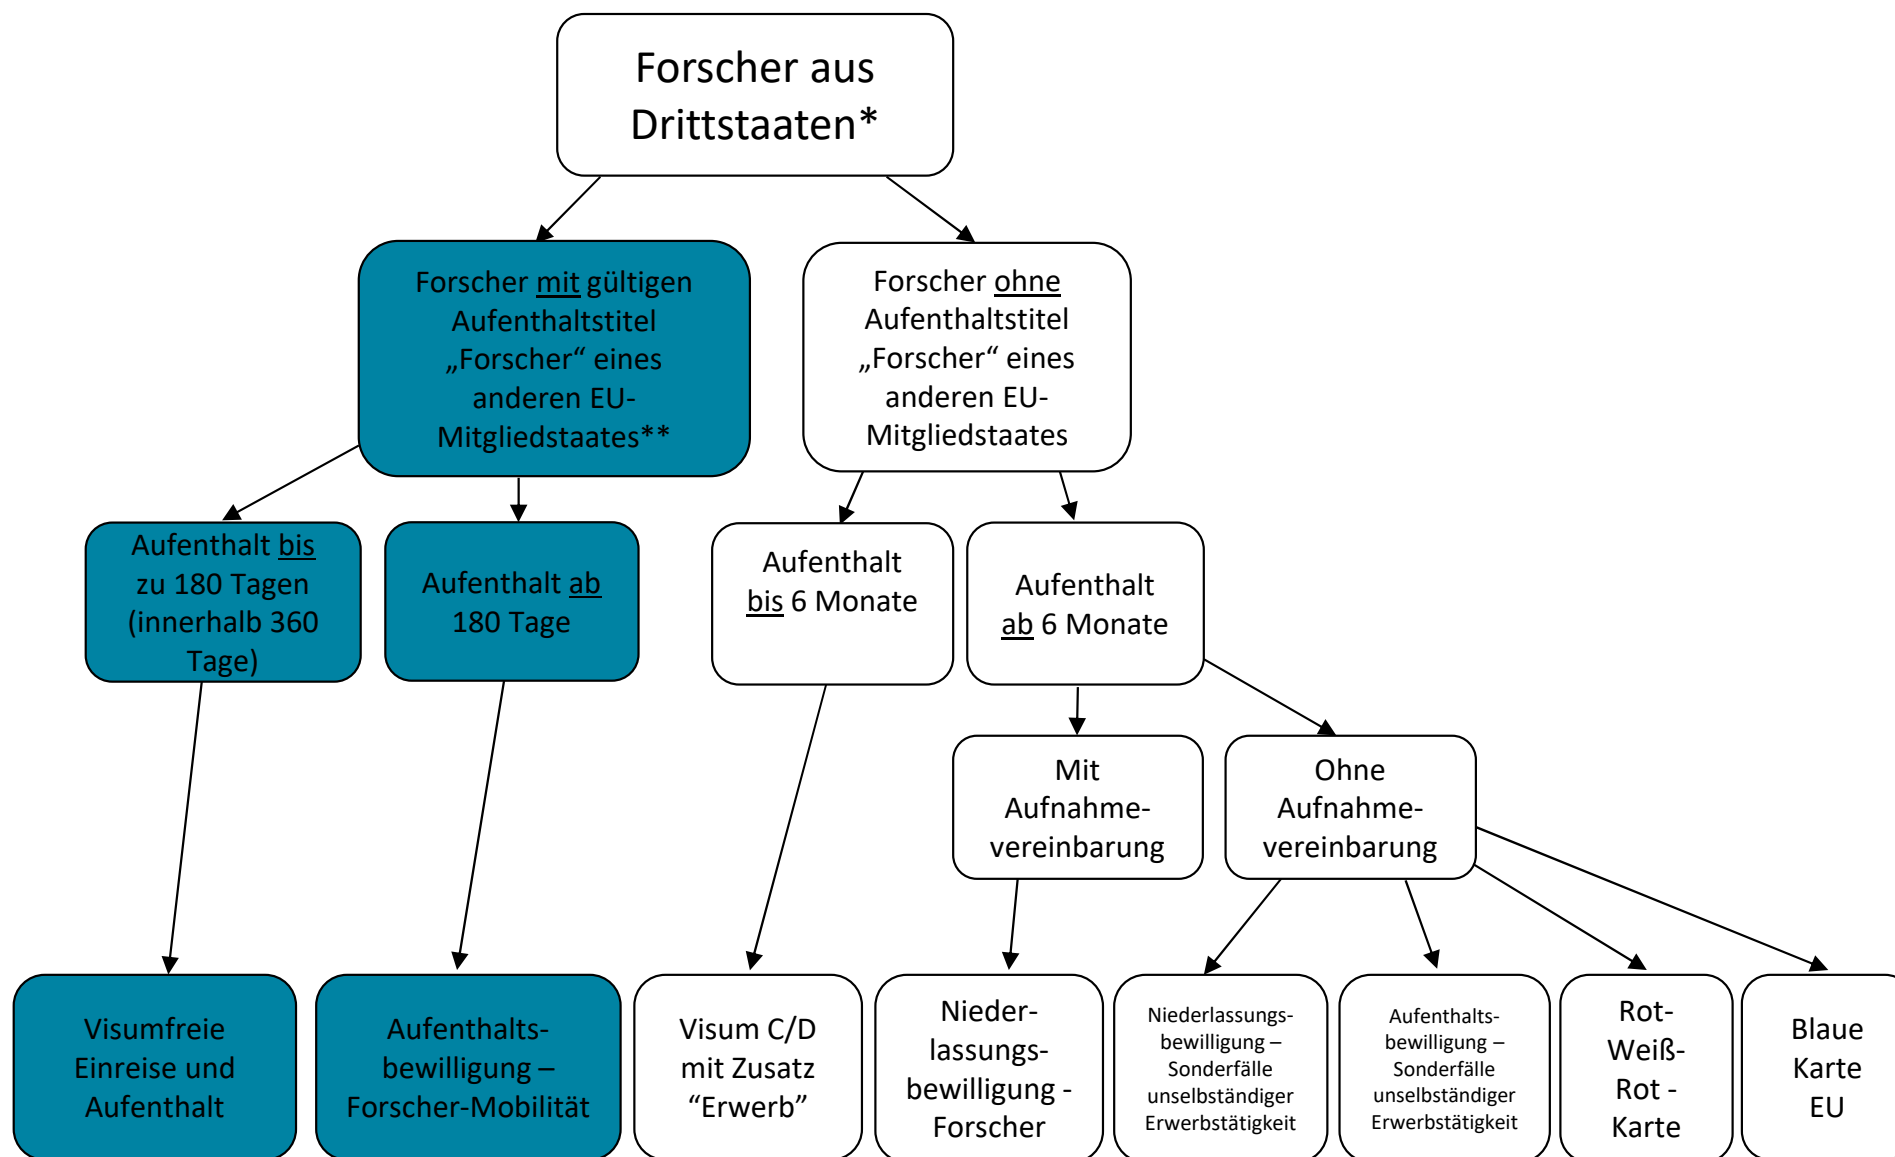 Forscher aus
Drittstaaten*
Forscher mit gültigen
Aufenthaltstitel
„Forscher“ eines
anderen EU-
Mitgliedstaates**
Forscher ohne
Aufenthaltstitel
„Forscher“ eines
anderen EU-
Mitgliedstaates
Aufenthalt bis
zu 180 Tagen
(innerhalb 360
Tage)
Aufenthalt ab
180 Tage
Aufenthalt
bis 6 Monate
Aufenthalt
ab 6 Monate
Mit
Aufnahme-
vereinbarung
Ohne
Aufnahme-
vereinbarung
Visumfreie
Einreise und
Aufenthalt
Aufenthalts-
bewilligung –
Forscher-Mobilität
Visum C/D
mit Zusatz
“Erwerb”
Nieder-
lassungs-
bewilligung -
Forscher
Niederlassungs-
bewilligung –
Sonderfälle
unselbständiger
Erwerbstätigkeit
Aufenthalts-
bewilligung –
Sonderfälle
unselbständiger
Erwerbstätigkeit
Rot-
Weiß-
Rot -
Karte
Blaue
Karte
EU